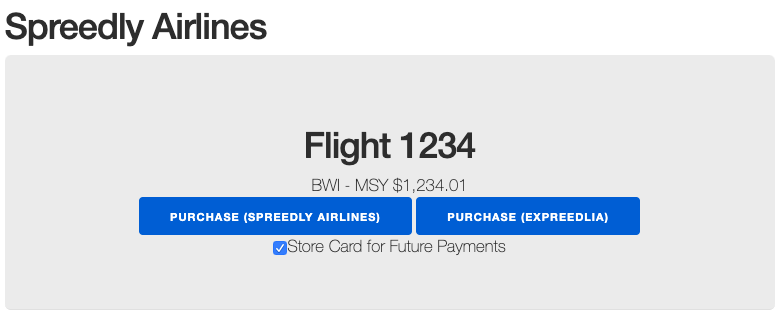 Spreedly Airlines
Flight 1234
BWI - MSY $1,234.01
PURCHASE (SPREEDLY AIRLINES) PURCHASE (EXPREEDLIA)
Store Card for Future Payments